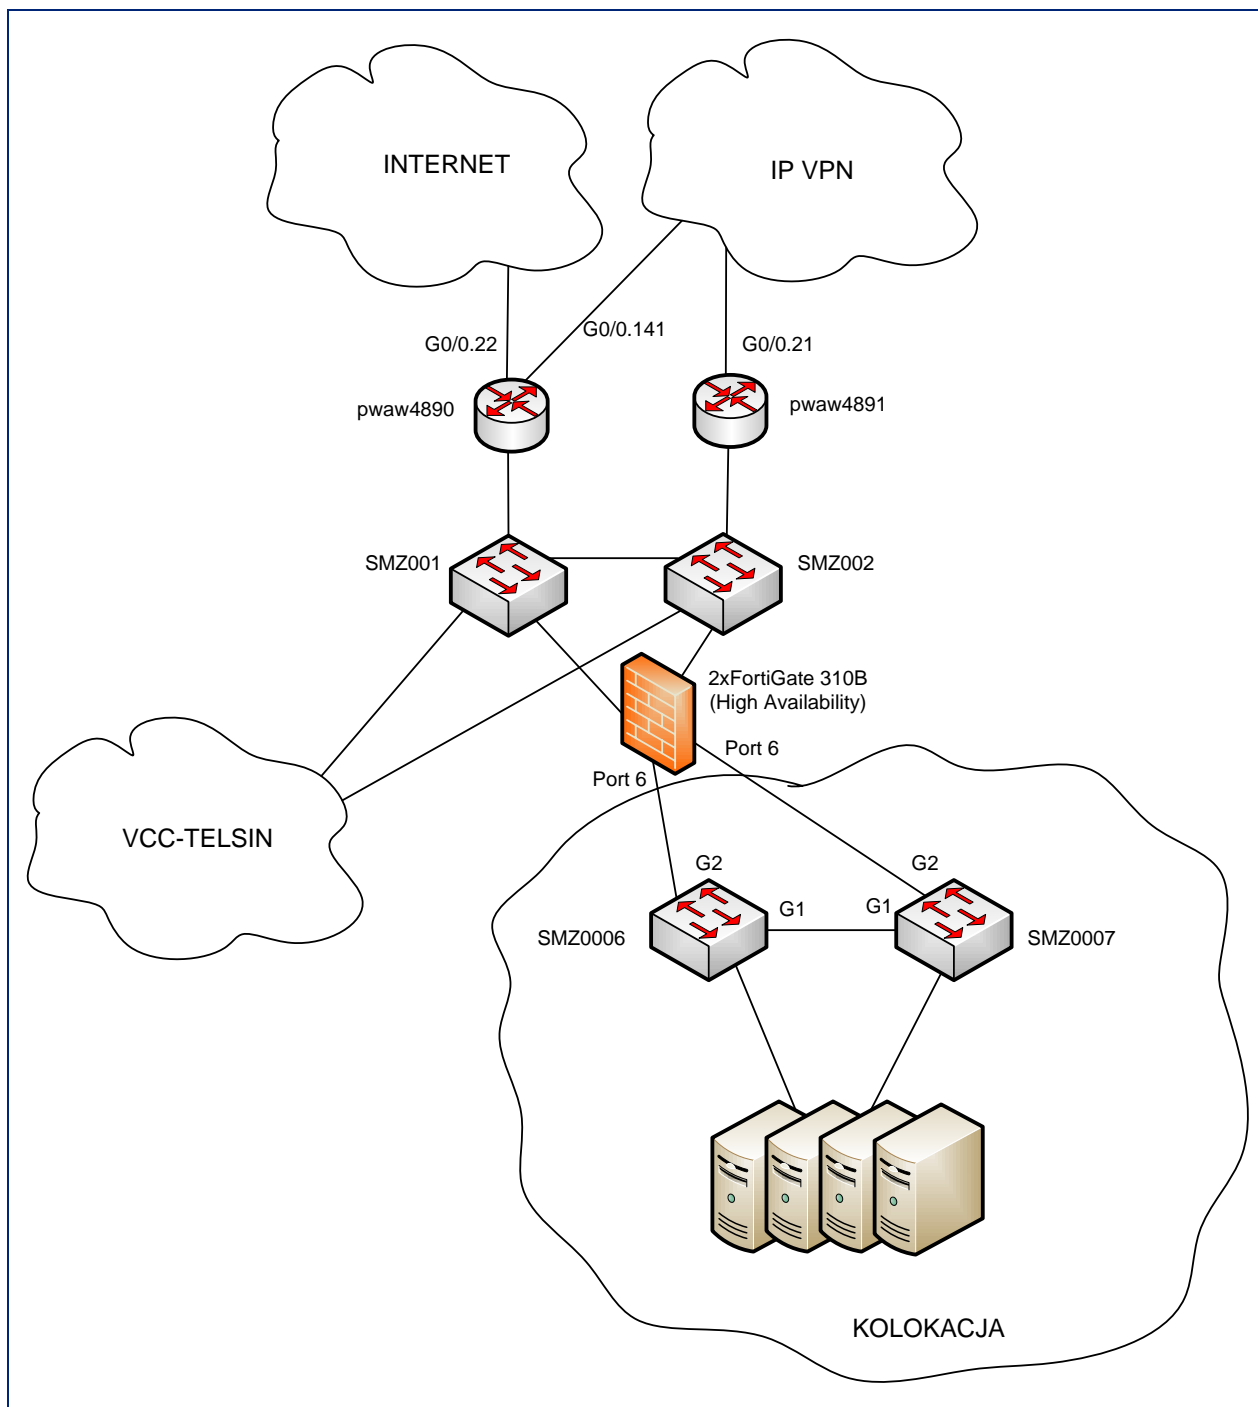 INTERNET
IP VPN
G0/0.22
G0/0.141
G0/0.21
pwaw4890
pwaw4891
SMZ001
SMZ002
2xFortiGate 310B
(High Availability)
Port 6
Port 6
VCC-TELSIN
G2
G2
G1
G1
SMZ0006
SMZ0007
KOLOKACJA